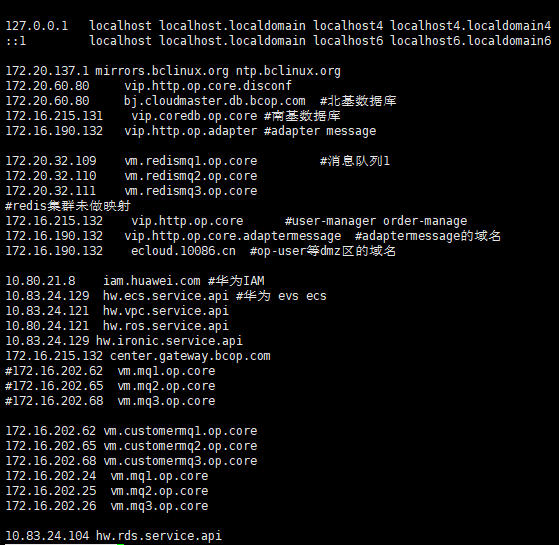 127.0.0.1   localhost localhost.localdomain localhost4 localhost4.localdomain4
::1         localhost localhost.localdomain localhost6 localhost6.localdomain6
172.20.137.1 mirrors.bclinux.org ntp.bclinux.org
172.20.60.80     vip.http.op.core.disconf
172.20.60.80     bj.cloudmaster.db.bcop.com  #北基数据库
172.16.215.131    vip.coredb.op.core #南基数据库
172.16.190.132   vip.http.op.adapter #adapter message
172.20.32.109    vm.redismq1.op.core         #消息队列1
172.20.32.110    vm.redismq2.op.core
172.20.32.111    vm.redismq3.op.core
#redis集群未做映射
172.16.215.132    vip.http.op.core      #user-manager order-manage
172.16.190.132   vip.http.op.core.adaptermessage  #adaptermessage的域名
172.16.190.132    ecloud.10086.cn  #op-user等dmz区的域名
10.80.21.8    iam.huawei.com #华为IAM
10.83.24.129  hw.ecs.service.api #华为 evs ecs
10.83.24.121  hw.vpc.service.api
10.80.24.121  hw.ros.service.api
10.83.24.129 hw.ironic.service.api
172.16.215.132 center.gateway.bcop.com
#172.16.202.62  vm.mq1.op.core
#172.16.202.65  vm.mq2.op.core
#172.16.202.68  vm.mq3.op.core
172.16.202.62 vm.customermq1.op.core
172.16.202.65 vm.customermq2.op.core
172.16.202.68 vm.customermq3.op.core
172.16.202.24  vm.mq1.op.core
172.16.202.25  vm.mq2.op.core
172.16.202.26  vm.mq3.op.core
10.83.24.104 hw.rds.service.api